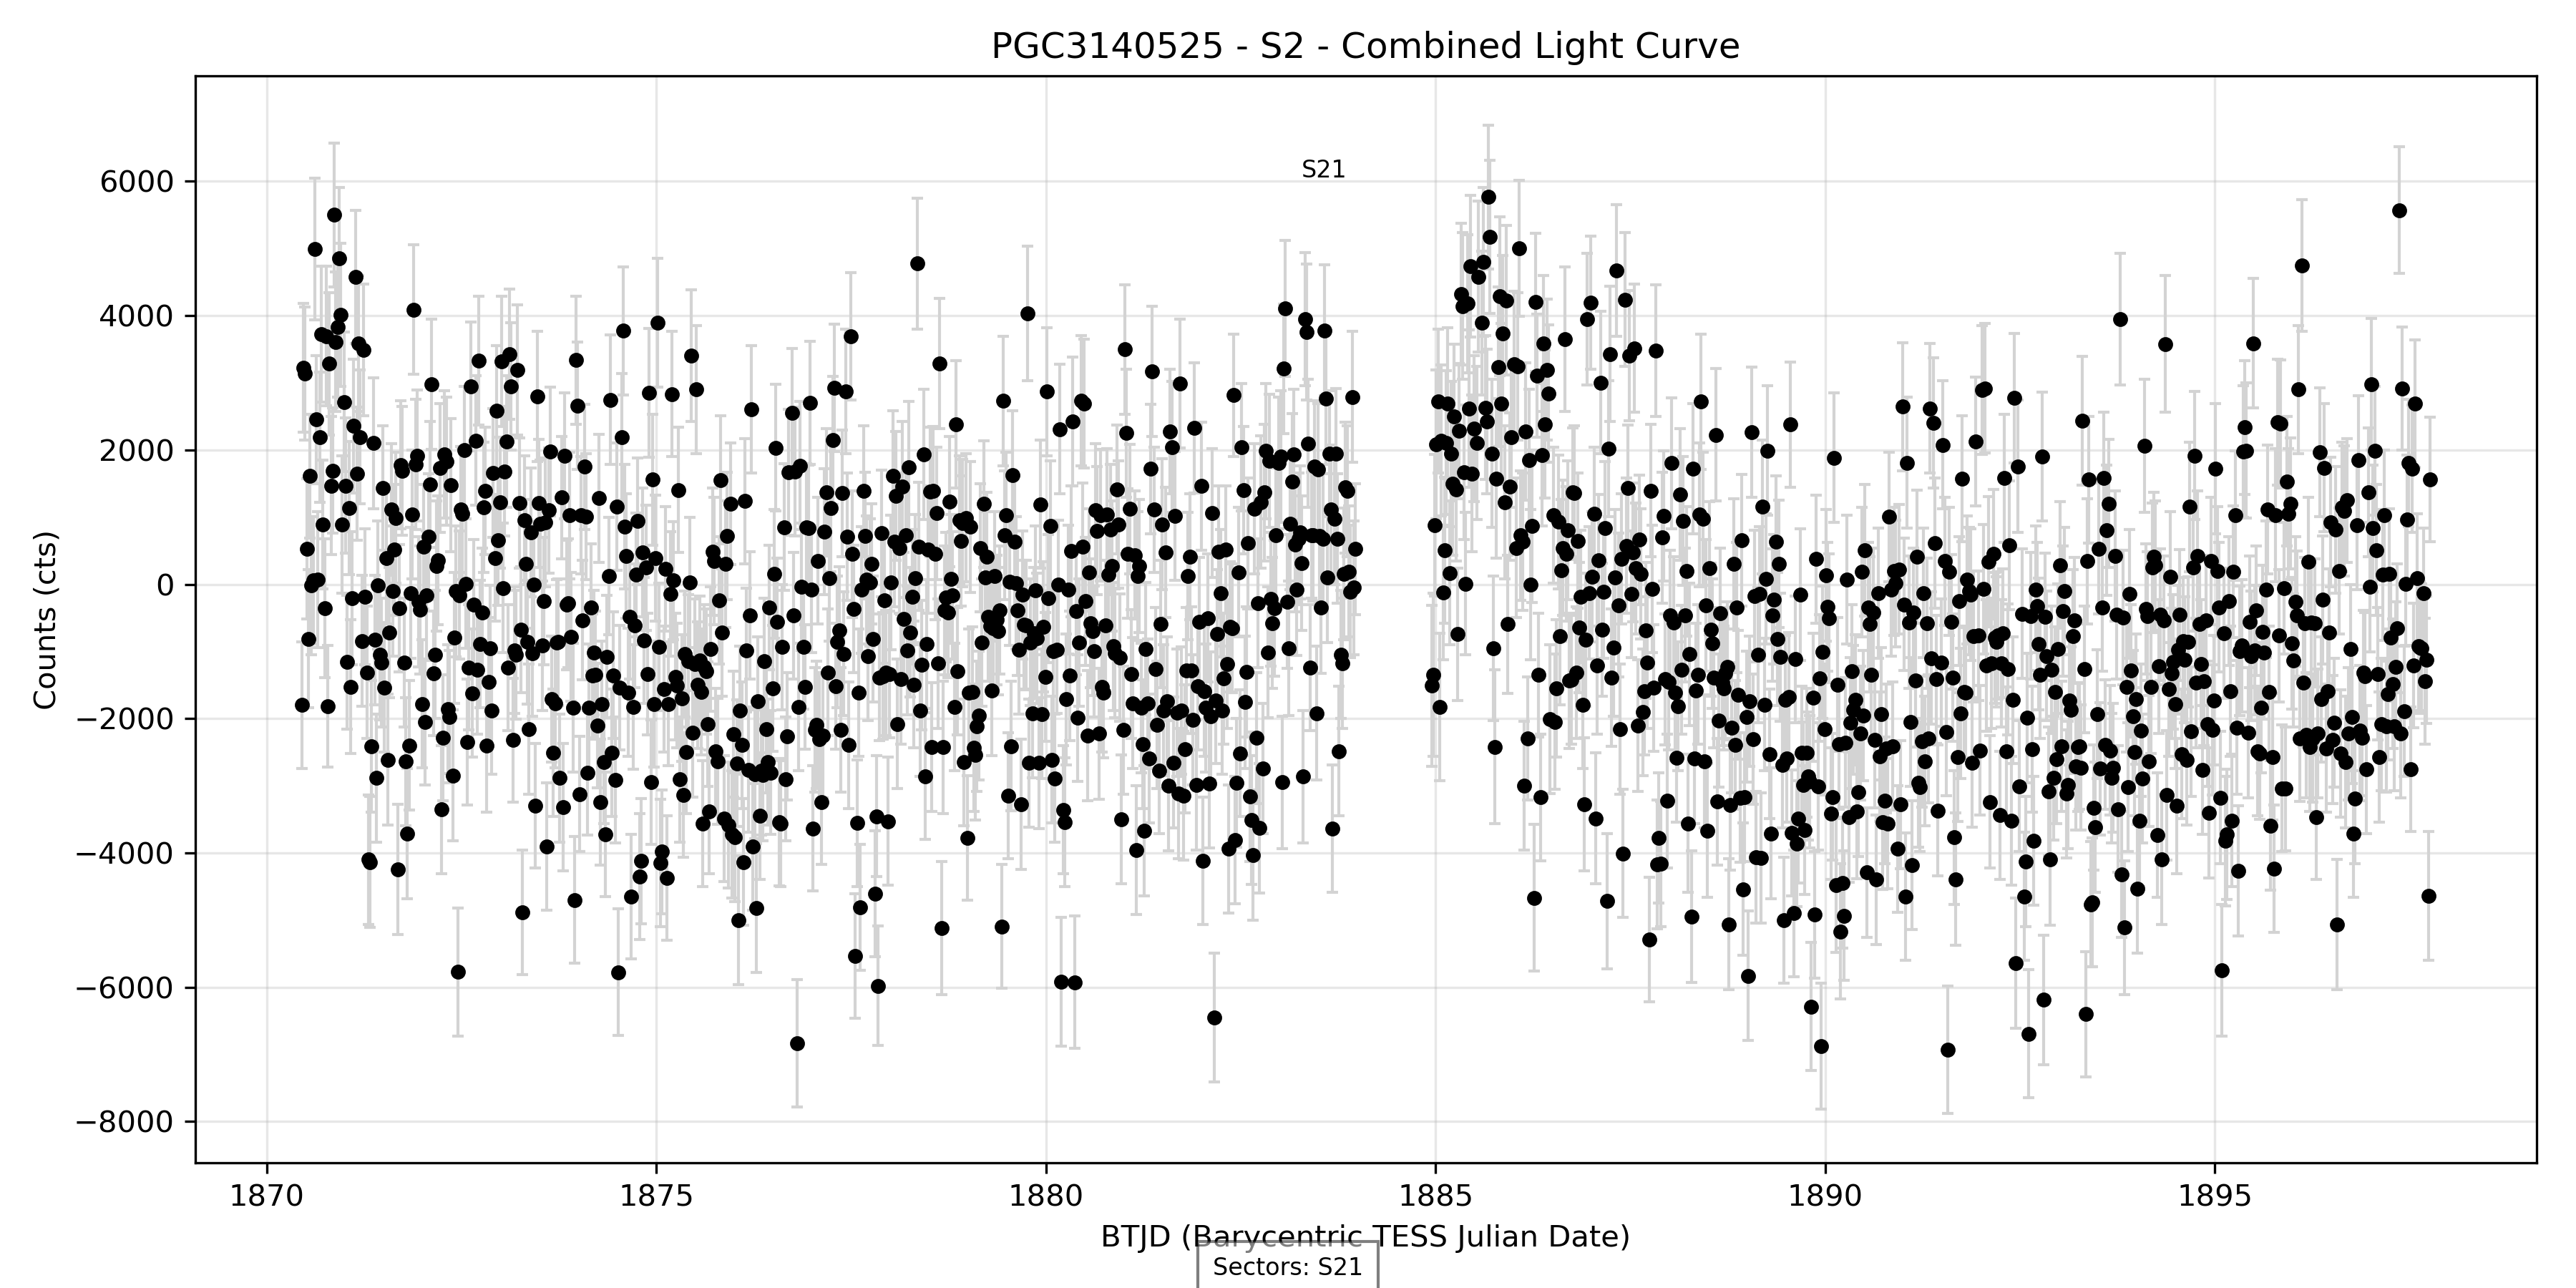 PGC3140525 - S2 - Combined Light Curve
S21
6000
4000
2000
0
−2000
−4000
−6000
−8000
Counts (cts)
1870 1875 1880 1885 1890 1895
BTJD (Barycentric TESS Julian Date)
Sectors: S21